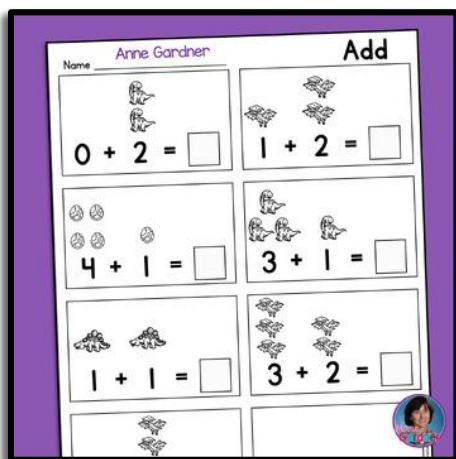 Anne Gardner
Name
Add
0 + 2 =
1 + 2 =
4 + 1 =
3 + 1 =
1 + 1 =
3 + 2 =